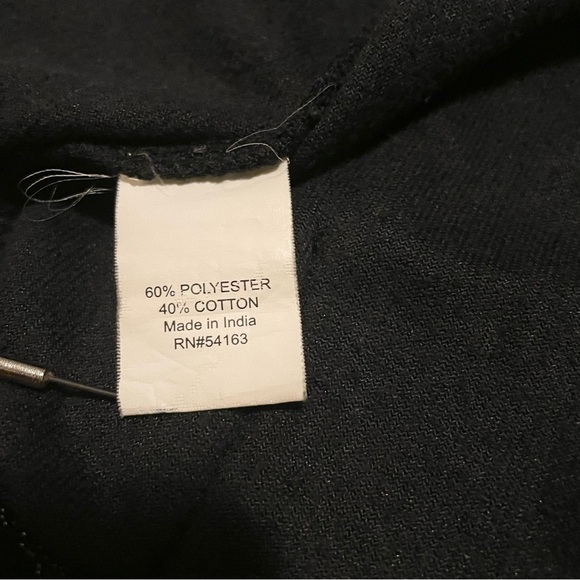 60% POLYESTER
40% COTTON
Made in India
RN#54163